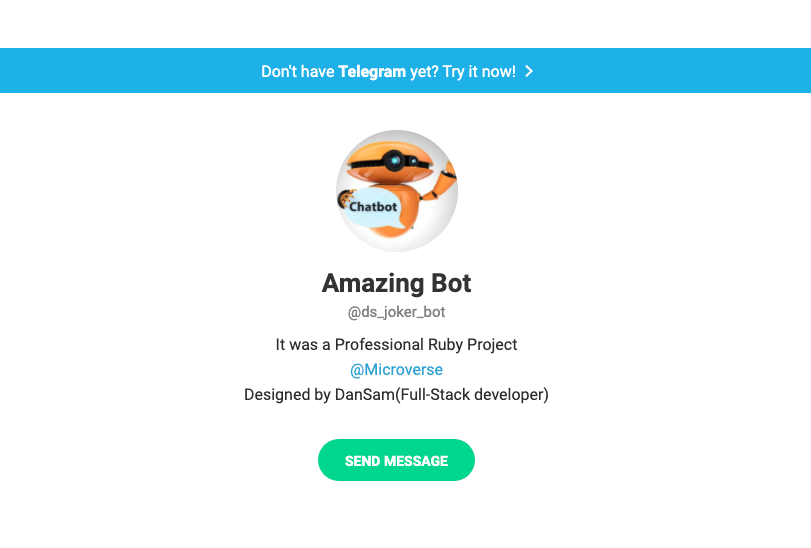 Don't have Telegram yet? Try it now!
Chatbot
Amazing Bot
@ds_joker_bot
It was a Professional Ruby Project
@Microverse
Designed by DanSam(Full-Stack developer)
SEND MESSAGE